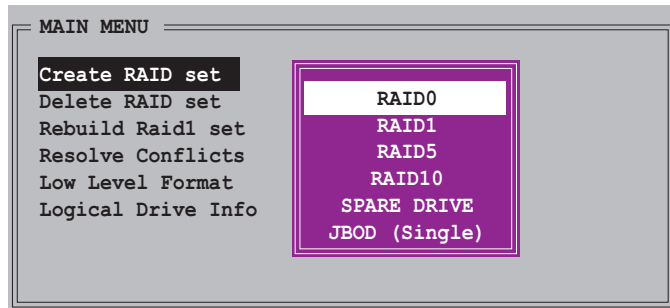 MAIN MENU
Create RAID set
Delete RAID set
Rebuild Raid1 set
Resolve Conflicts
Low Level Format
Logical Drive Info
RAID0
RAID1
RAID5
RAID10
SPARE DRIVE
JBOD (Single)